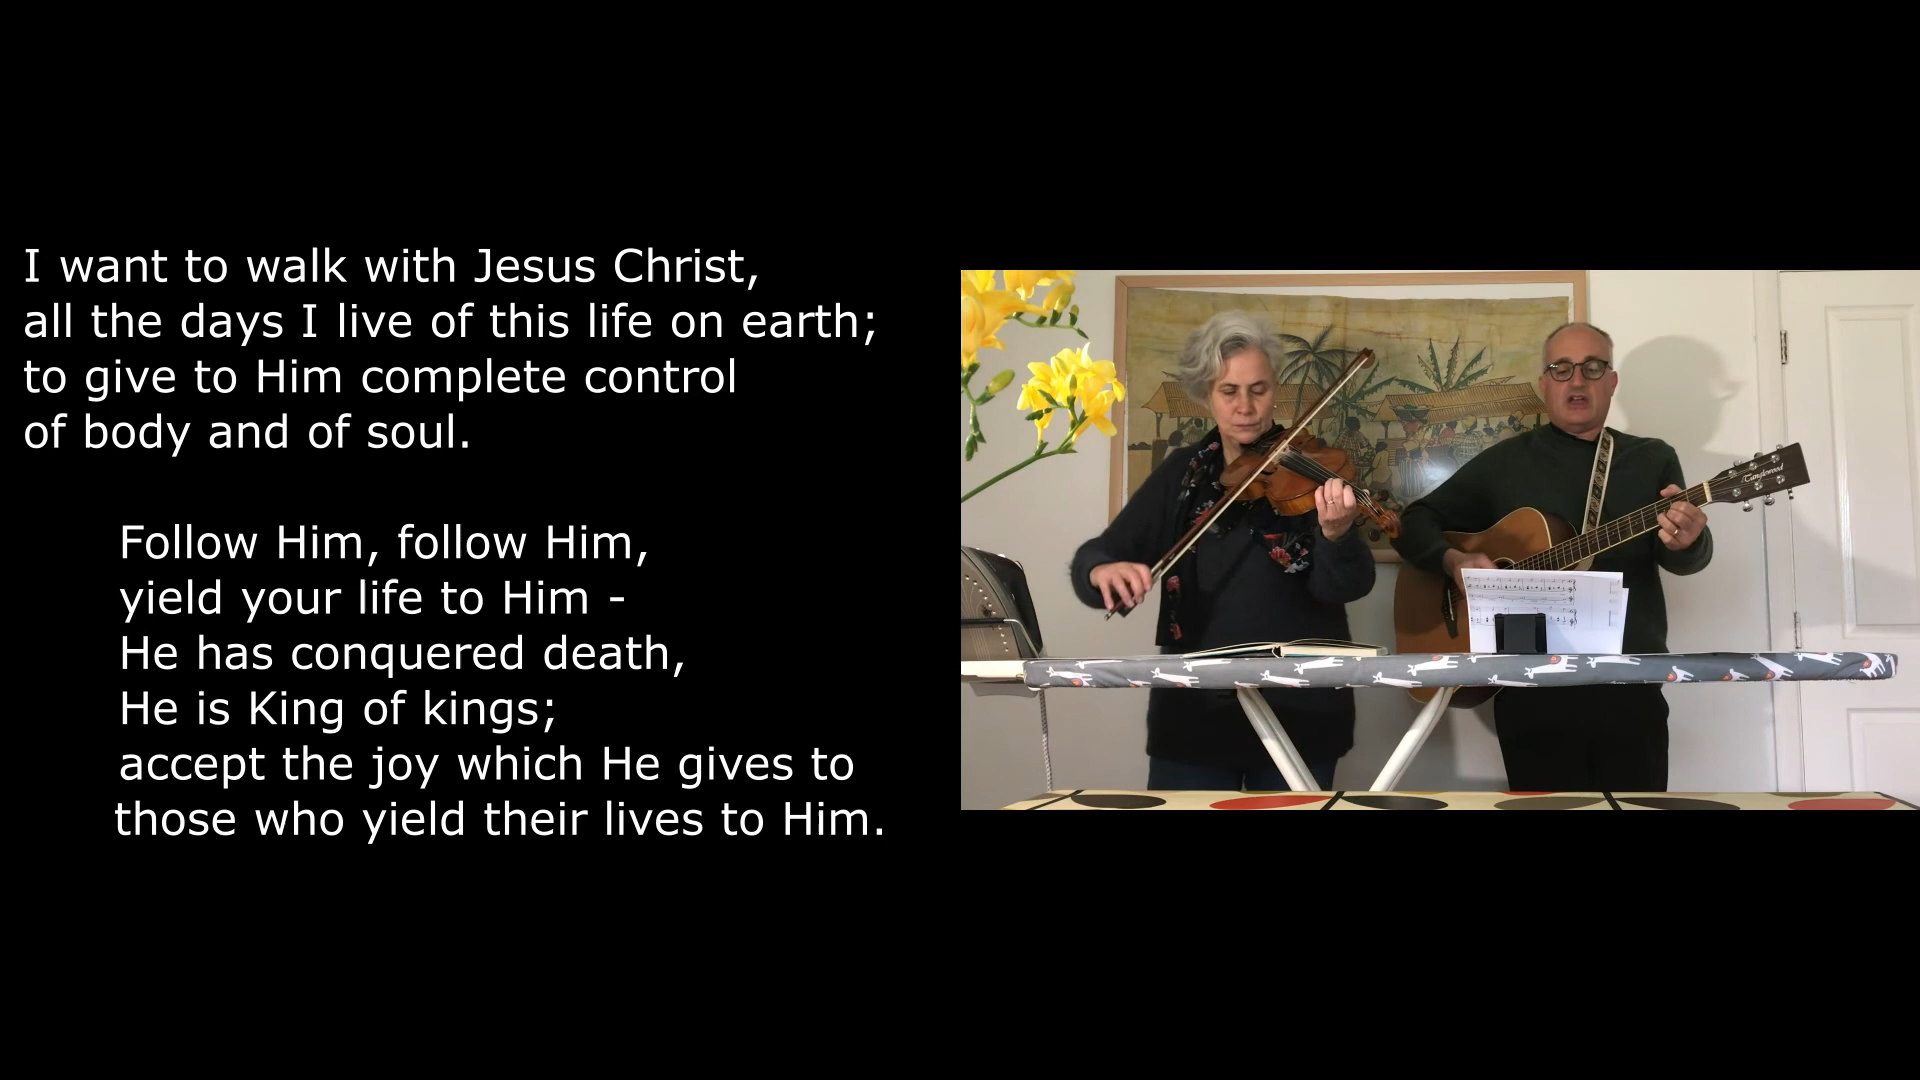 I want to walk with Jesus Christ,
all the days I live of this life on earth;
to give to Him complete control
of body and of soul.
Follow Him, follow Him,
yield your life to Him -
He has conquered death,
He is King of kings;
accept the joy which He gives to
those who yield their lives to Him.
Tanglewood